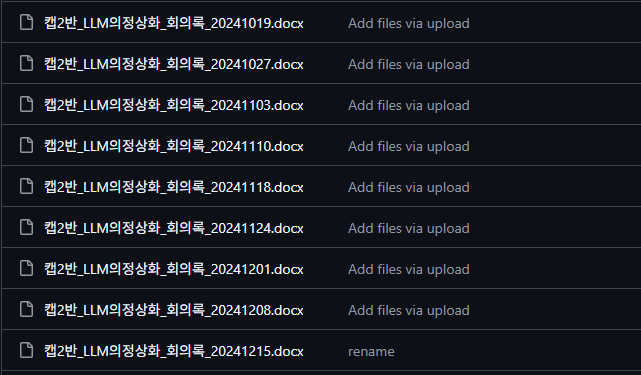 캡2반_LLM의정상화_회의록_20241019.docx Add files via upload
캡2반_LLM의정상화_회의록_20241027.docx Add files via upload
캡2반_LLM의정상화_회의록_20241103.docx Add files via upload
캡2반_LLM의정상화_회의록_20241110.docx Add files via upload
캡2반_LLM의정상화_회의록_20241118.docx Add files via upload
캡2반_LLM의정상화_회의록_20241124.docx Add files via upload
캡2반_LLM의정상화_회의록_20241201.docx Add files via upload
캡2반_LLM의정상화_회의록_20241208.docx Add files via upload
캡2반_LLM의정상화_회의록_20241215.docx rename